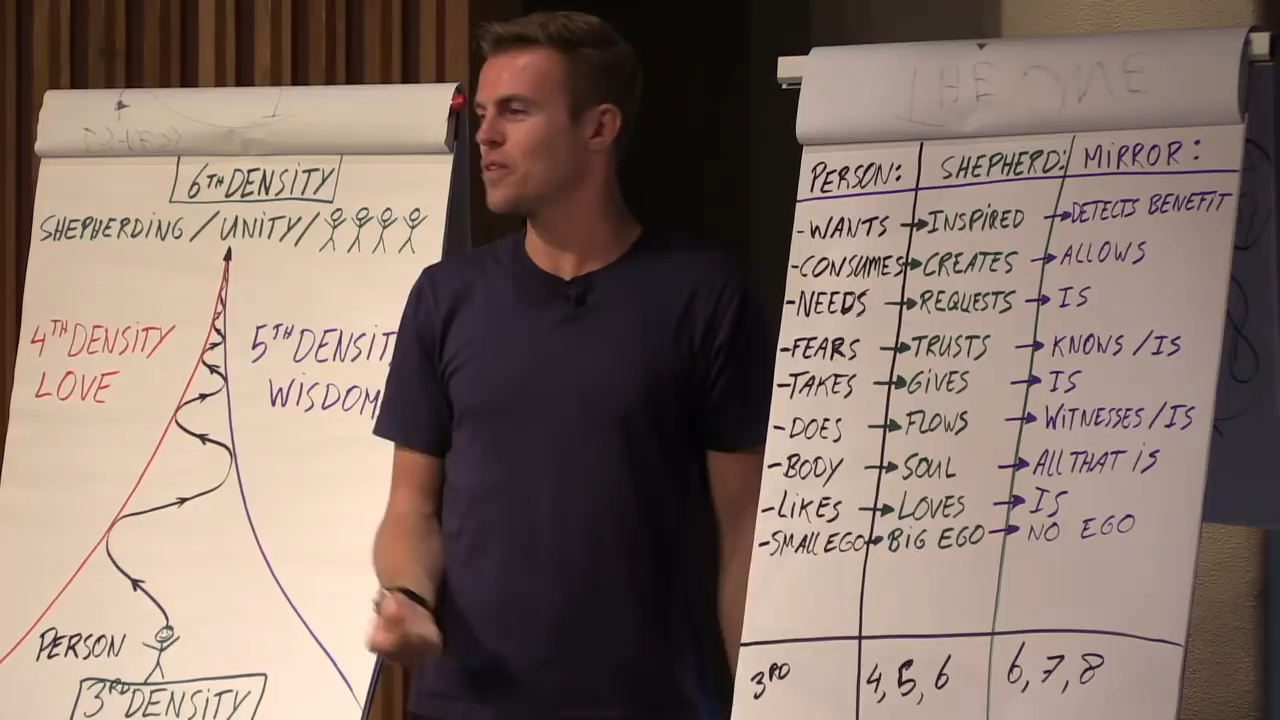 6TH DENSITY
SHEPHERDING / UNITY /
4TH DENSITY
LOVE
5TH DENSIT
WISDOM
PERSON
3RD DENSITY
THE ONE
PERSON: SHEPHERD: MIRROR:
-WANTS → INSPIRED → DETECTS BENEFIT
-CONSUMES → CREATES → ALLOWS
-NEEDS → REQUESTS → IS
-FEARS → TRUSTS → KNOWS / IS
-TAKES → GIVES → IS
-DOES → FLOWS → WITNESSES / IS
-BODY → SOUL → ALL THAT IS
-LIKES → LOVES → IS
-SMALL EGO → BIG EGO → NO EGO
3RD 4, 5, 6 6, 7, 8